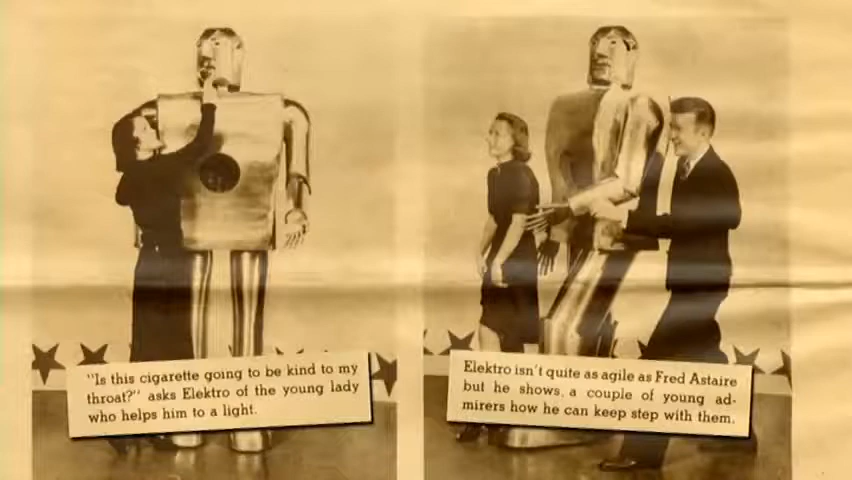 "Is this cigarette going to be kind to my
throat?" asks Elektro of the young lady
who helps him to a light.
Elektro isn't quite as agile as Fred Astaire
but he shows a couple of young ad-
mirers how he can keep step with them.